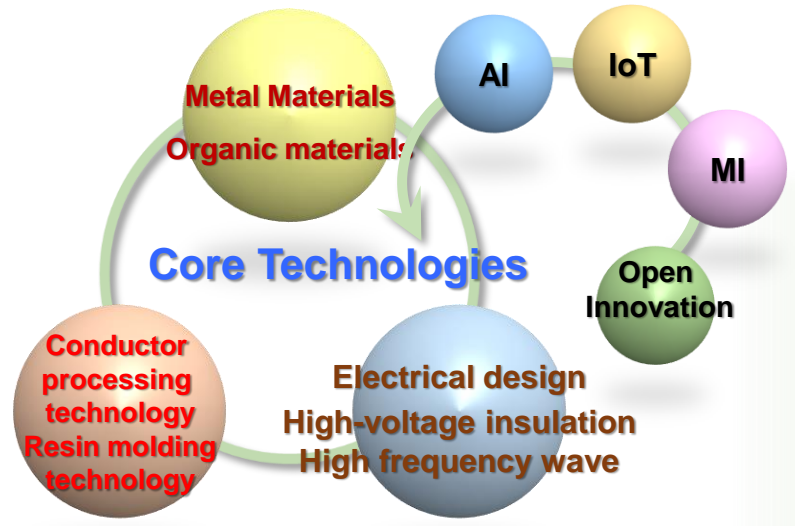 Metal Materials
Organic materials
AI
IoT
MI
Open
Innovation
Core Technologies
Conductor
processing
technology
Resin molding
technology
Electrical design
High-voltage insulation
High frequency wave